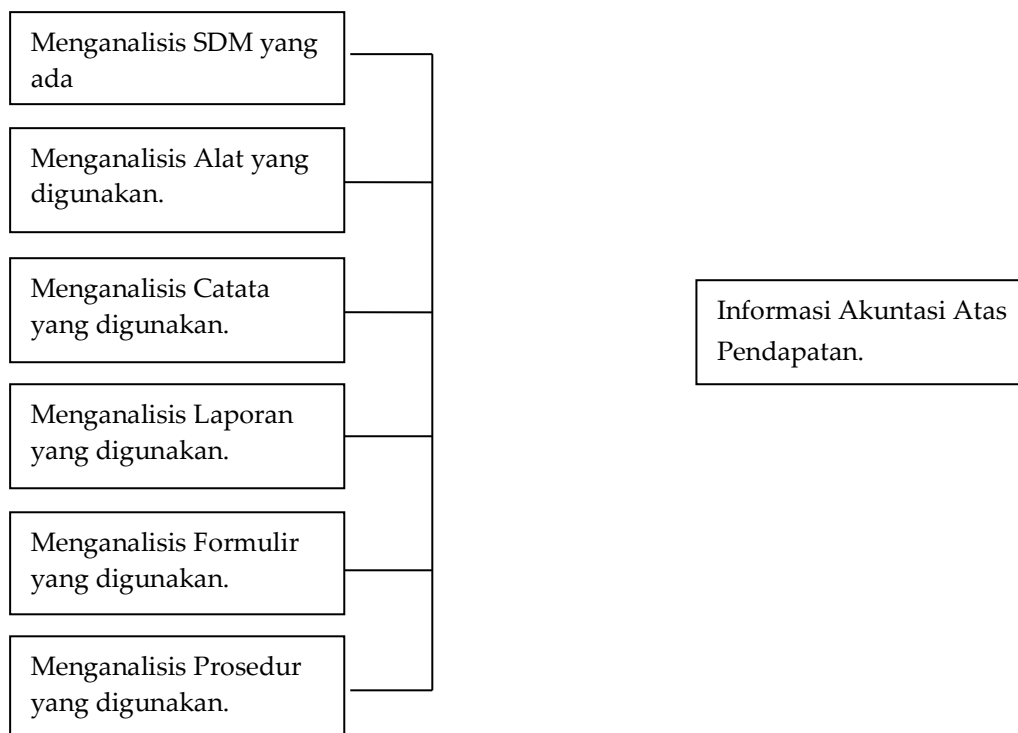 Menganalisis SDM yang
ada
Menganalisis Alat yang
digunakan.
Menganalisis Catata
yang digunakan.
Menganalisis Laporan
yang digunakan.
Menganalisis Formulir
yang digunakan.
Menganalisis Prosedur
yang digunakan.
Informasi Akuntasi Atas
Pendapatan.